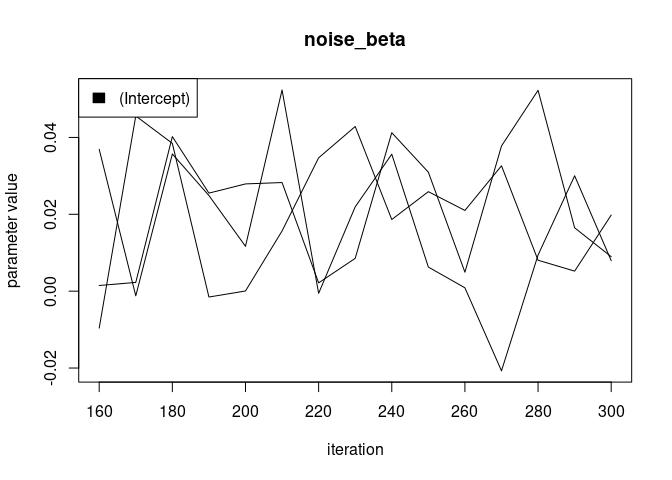 noise_beta
(Intercept)
parameter value
0.04
0.02
0.00
-0.02
160 180 200 220 240 260 280 300
iteration